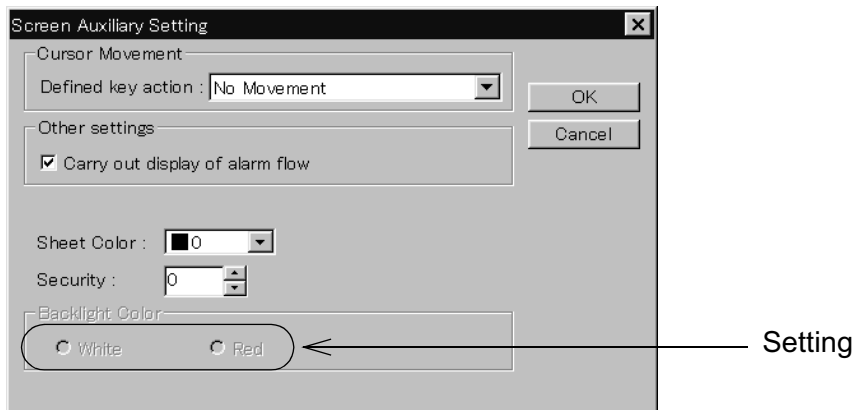 Screen Auxiliary Setting
Cursor Movement
Defined key action : No Movement
OK
Other settings
Cancel
Carry out display of alarm flow
Sheet Color : 0
Security : 0
Backlight Color
White Red
Setting